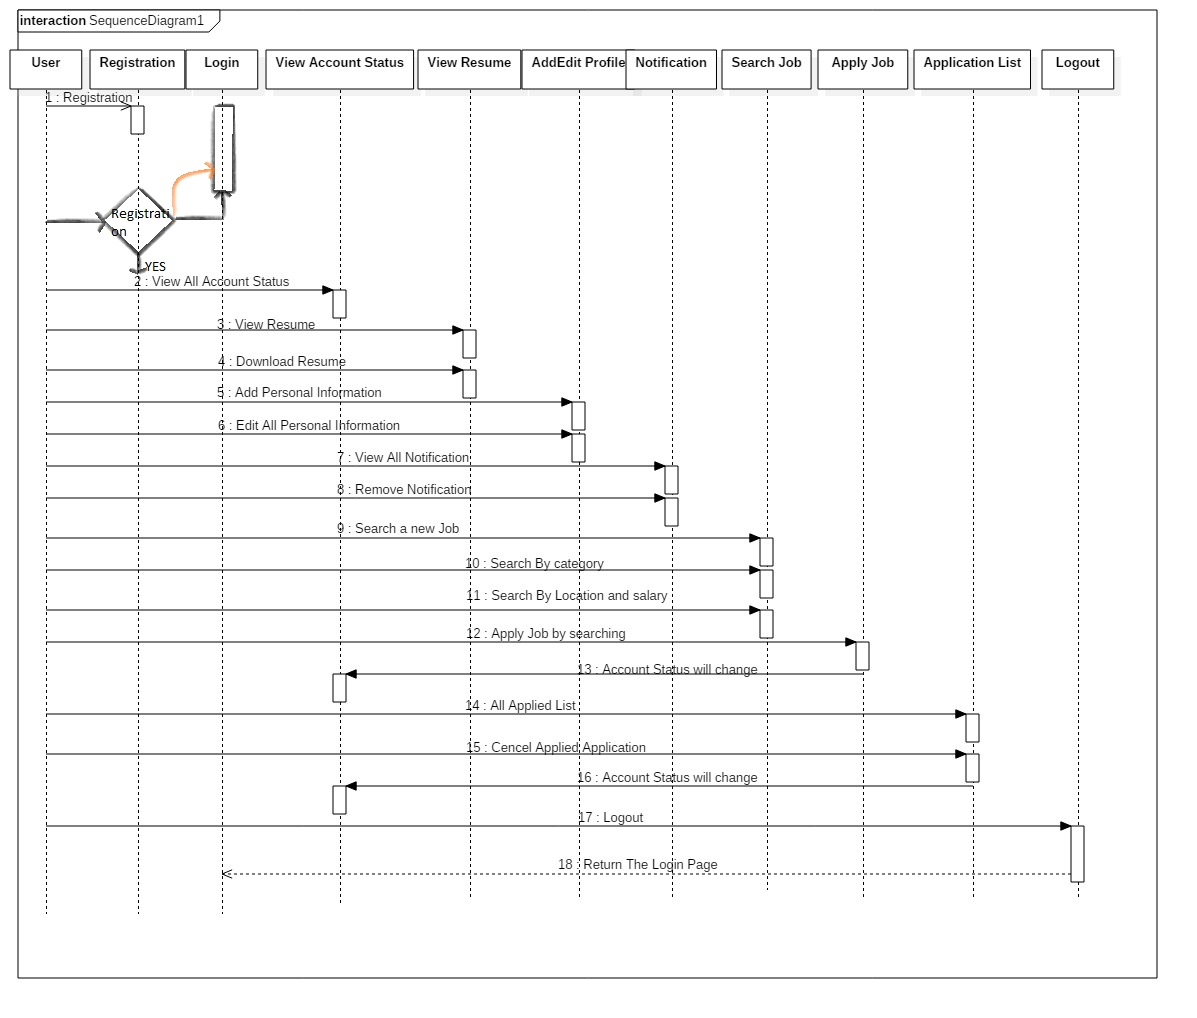 interaction SequenceDiagram1
User
Registration
Login
View Account Status
View Resume
AddEdit Profile
Notification
Search Job
Apply Job
Application List
Logout
1 : Registration
Registrati
on
YES
2 : View All Account Status
3 : View Resume
4 : Download Resume
5 : Add Personal Information
6 : Edit All Personal Information
7 : View All Notification
8 : Remove Notification
9 : Search a new Job
10 : Search By category
11 : Search By Location and salary
12 : Apply Job by searching
13 : Account Status will change
14 : All Applied List
15 : Cencel Applied Application
16 : Account Status will change
17 : Logout
18 : Return The Login Page